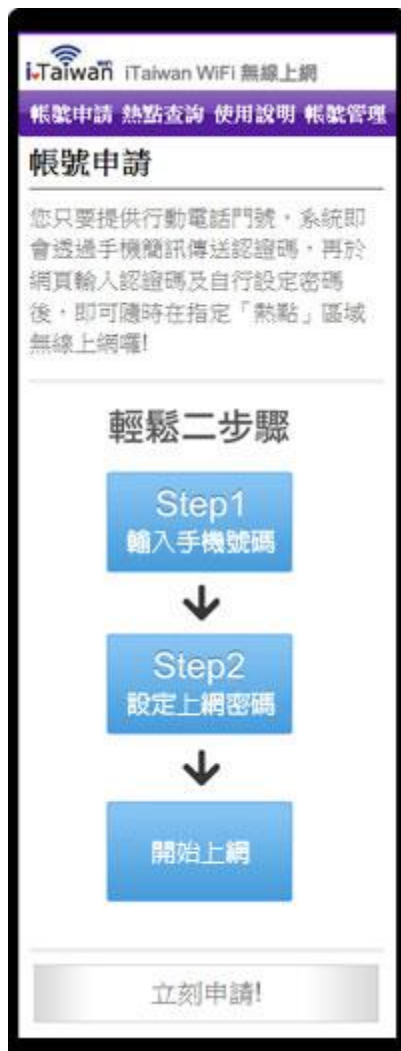 i-Taiwan iTaiwan WiFi 無線上網
帳號申請 熱點查詢 使用說明 帳號管理
帳號申請
您只要提供行動電話門號,系統即
會透過手機簡訊傳送認證碼,再於
網頁輸入認證碼及自行設定密碼
後,即可隨時在指定「熱點」區域
無線上網囉!
輕鬆二步驟
Step1
輸入手機號碼
Step2
設定上網密碼
開始上網
立刻申請!